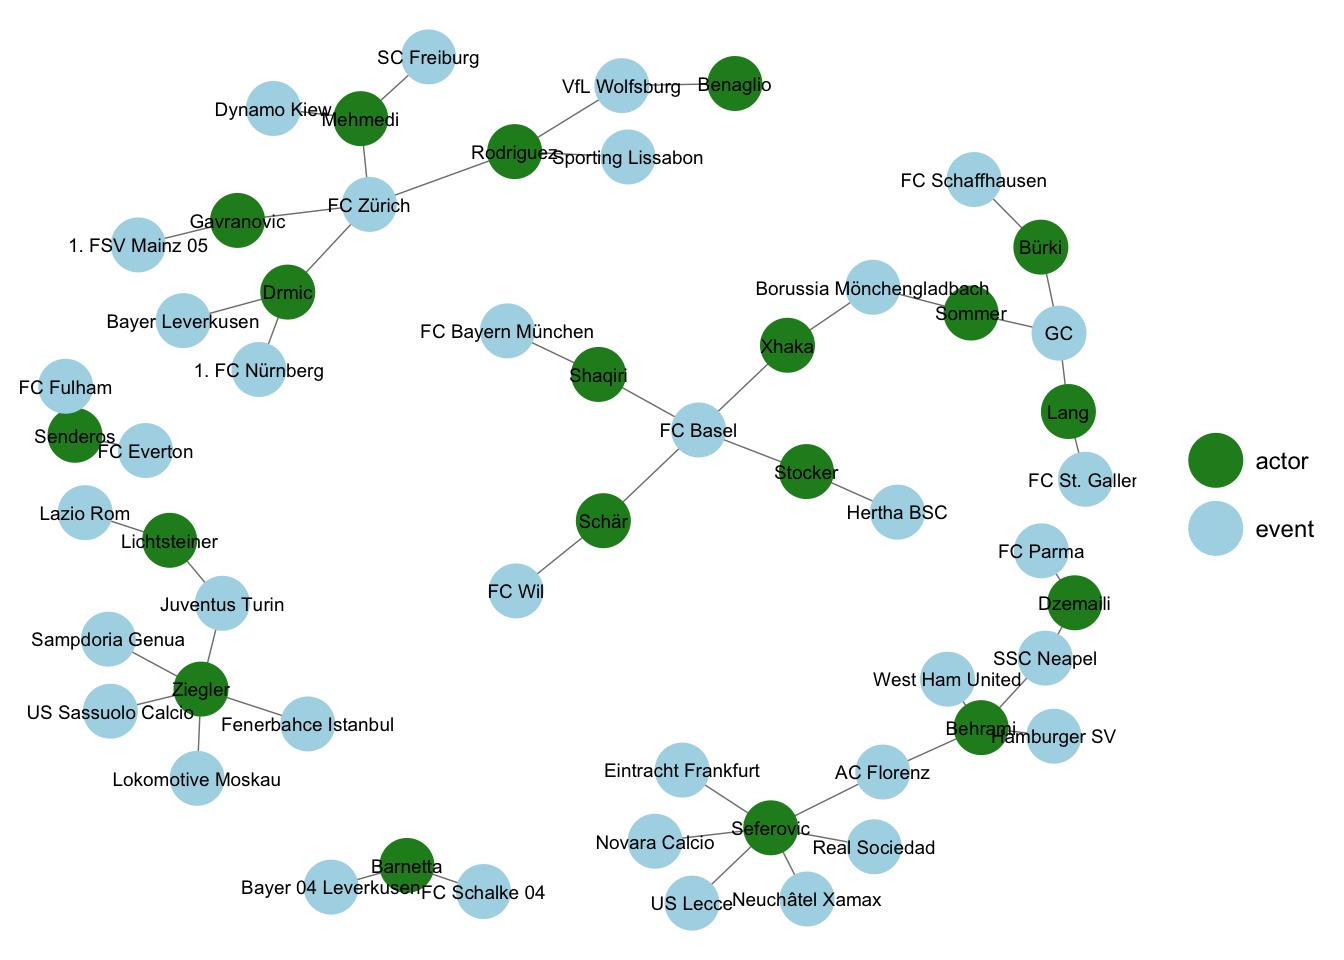 SC Freiburg
VfL Wolfsburg
Benaglio
Dynamo Kiew
Mehmedi
Rodriguez
Sporting Lissabon
FC Schaffhausen
FC Zürich
Gavranovic
1. FSV Mainz 05
Bürki
Drmic
Borussia Mönchengladbach
Sommer
Bayer Leverkusen
FC Bayern München
GC
Xhaka
1. FC Nürnberg
Shaqiri
FC Fulham
Lang
FC Basel
Senderos
FC Everton
actor
Stocker
FC St. Galler
Lazio Rom
Hertha BSC
Schär
event
Lichtsteiner
FC Parma
FC Wil
Juventus Turin
Dzemaili
Sampdoria Genua
SSC Neapel
West Ham United
Ziegler
US Sassuolo Calcio
Fenerbahce Istanbul
Behrami
Hamburger SV
Eintracht Frankfurt
AC Florenz
Lokomotive Moskau
Seferovic
Novara Calcio
Real Sociedad
Barnetta
Bayer 04 Leverkusen
FC Schalke 04
US Lecce
Neuchâtel Xamax